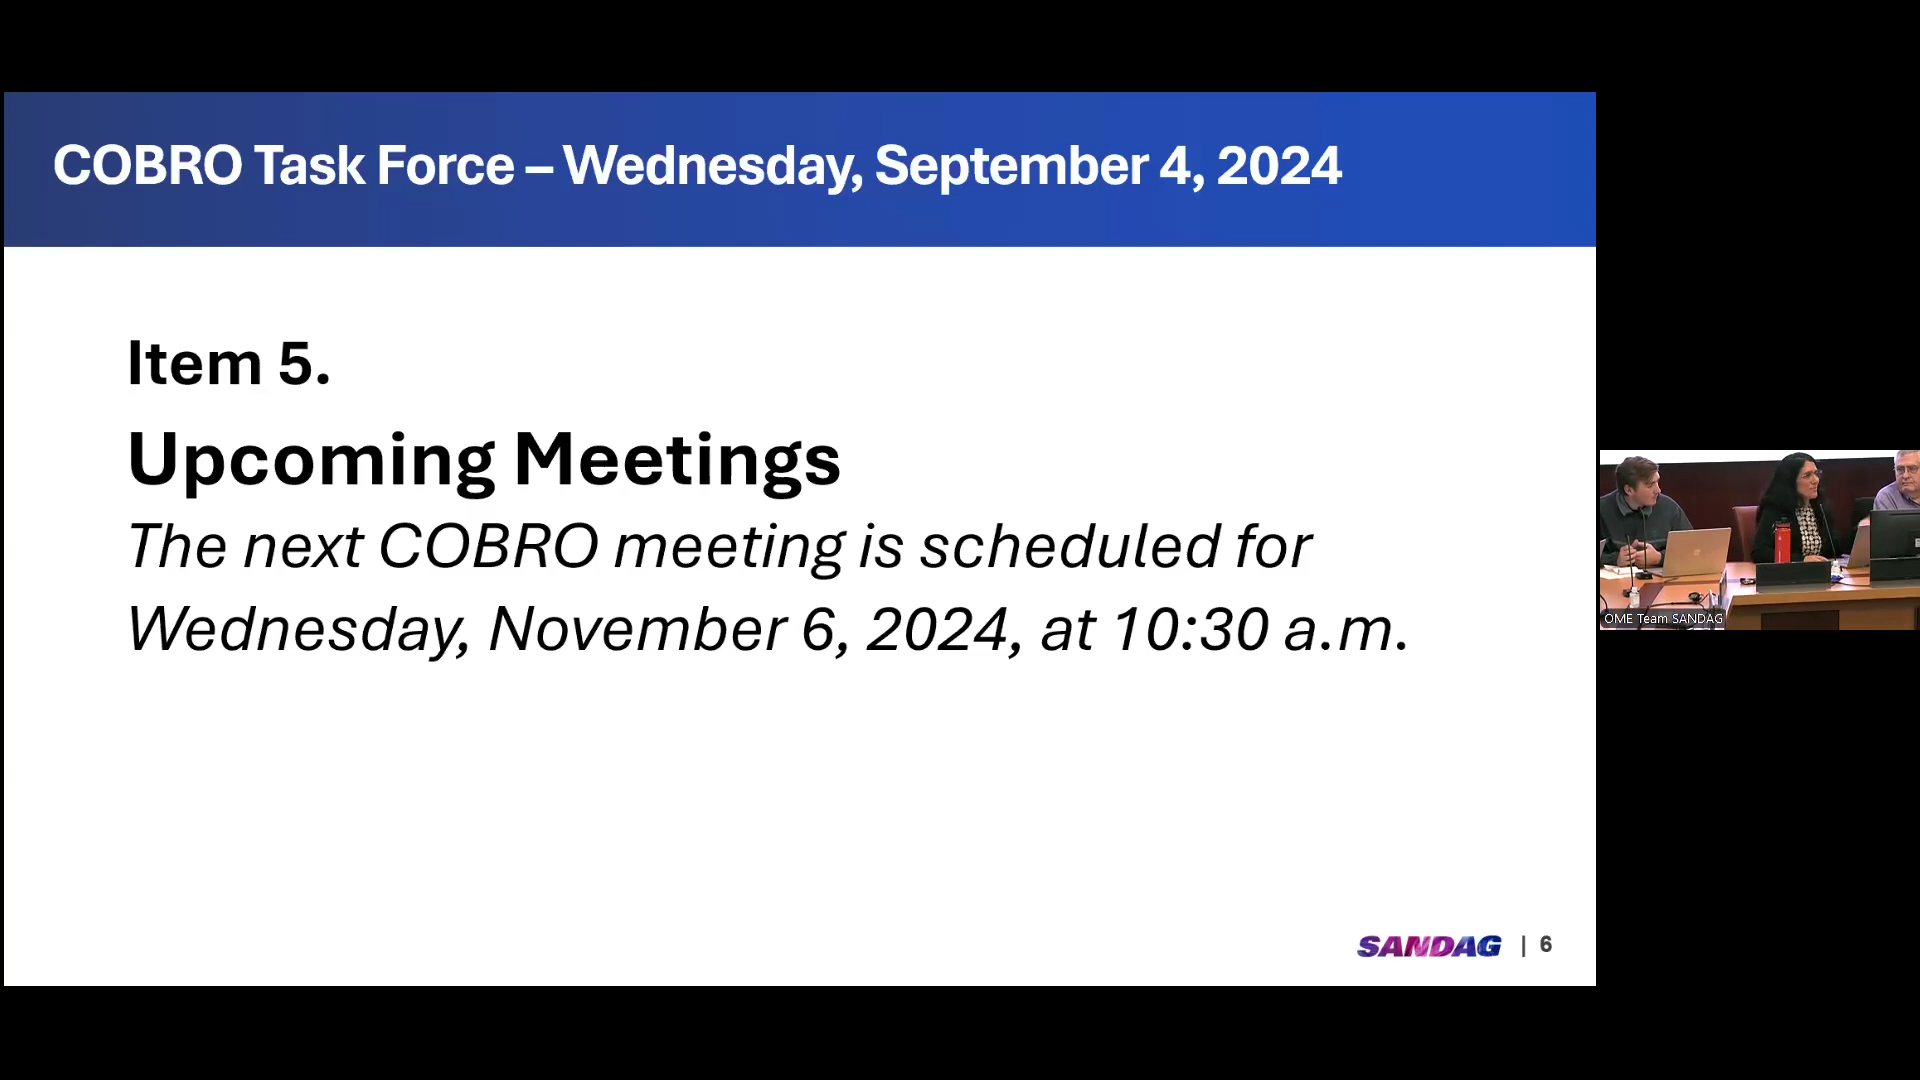 COBRO Task Force – Wednesday, September 4, 2024
Item 5.
Upcoming Meetings
The next COBRO meeting is scheduled for
Wednesday, November 6, 2024, at 10:30 a.m.
OME Team SANDAG
SANDAG | 6